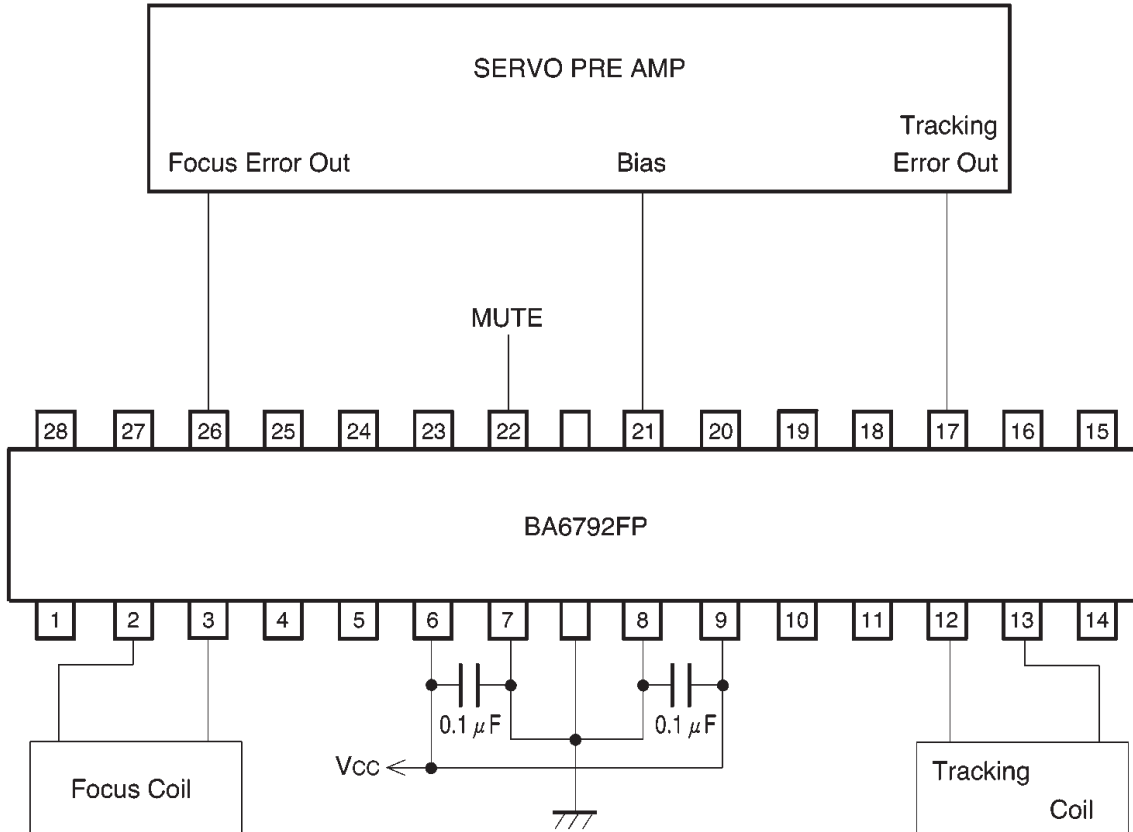 SERVO PRE AMP
Tracking
Focus Error Out Bias Error Out
MUTE
28 27 26 25 24 23 22 21 20 19 18 17 16 15
BA6792FP
1 2 3 4 5 6 7 8 9 10 11 12 13 14
0.1 μF 0.1 μF
Vcc
Focus Coil
Tracking
Coil